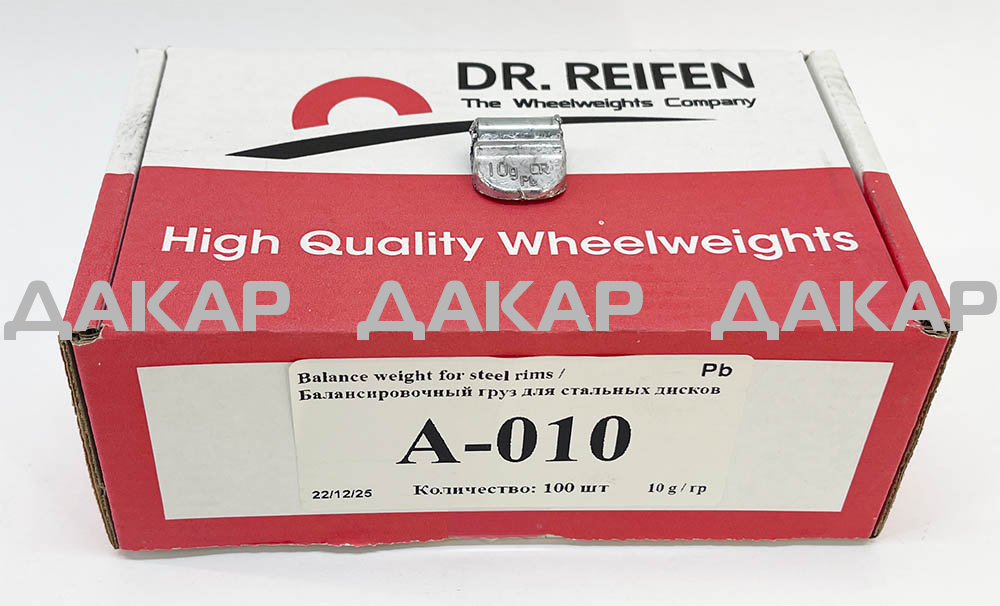 DR. REIFEN
The Wheelweights Company
10g DR
Pb
High Quality Wheelweights
ДАКАР ДАКАР ДАКАР
Balance weight for steel rims / Pb
Балансировочный груз для стальных дисков
A-010
22/12/25 Количество: 100 шт 10 g / гр